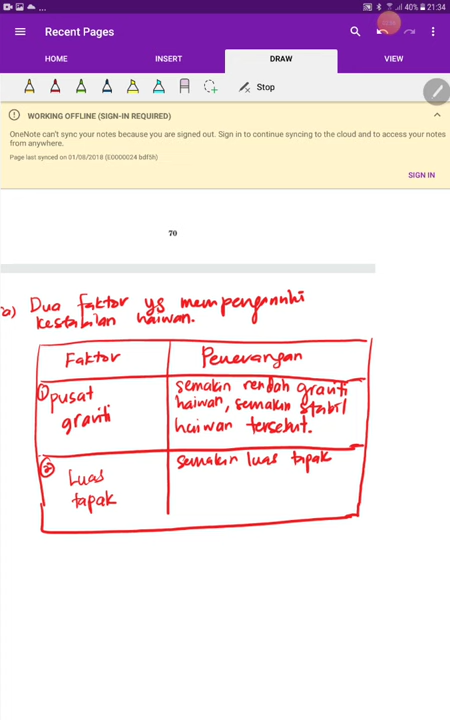 40% 21:34
Recent Pages
HOME INSERT DRAW VIEW
Stop
WORKING OFFLINE (SIGN-IN REQUIRED)
OneNote can't sync your notes because you are signed out. Sign in to continue syncing to the cloud and to access your notes
from anywhere.
Page last synced on 01/08/2018 (E0000024 bdf5h)
SIGN IN
70
a) Dua faktor yg mempengaruhi
kestabilan haiwan.
Faktor Penerangan
① pusat graviti
semakin rendah graviti
haiwan, semakin stabil
haiwan tersebut.
② Luas tapak
semakin luas tapak